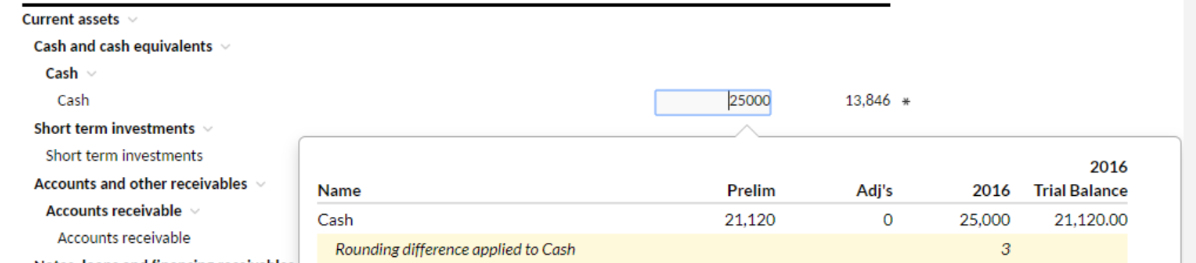 Current assets
Cash and cash equivalents
Cash
Cash 25000 13,846 *
Short term investments
Short term investments
Accounts and other receivables
Accounts receivable
Accounts receivable
2016
Name Prelim Adj's 2016 Trial Balance
Cash 21,120 0 25,000 21,120.00
Rounding difference applied to Cash 3